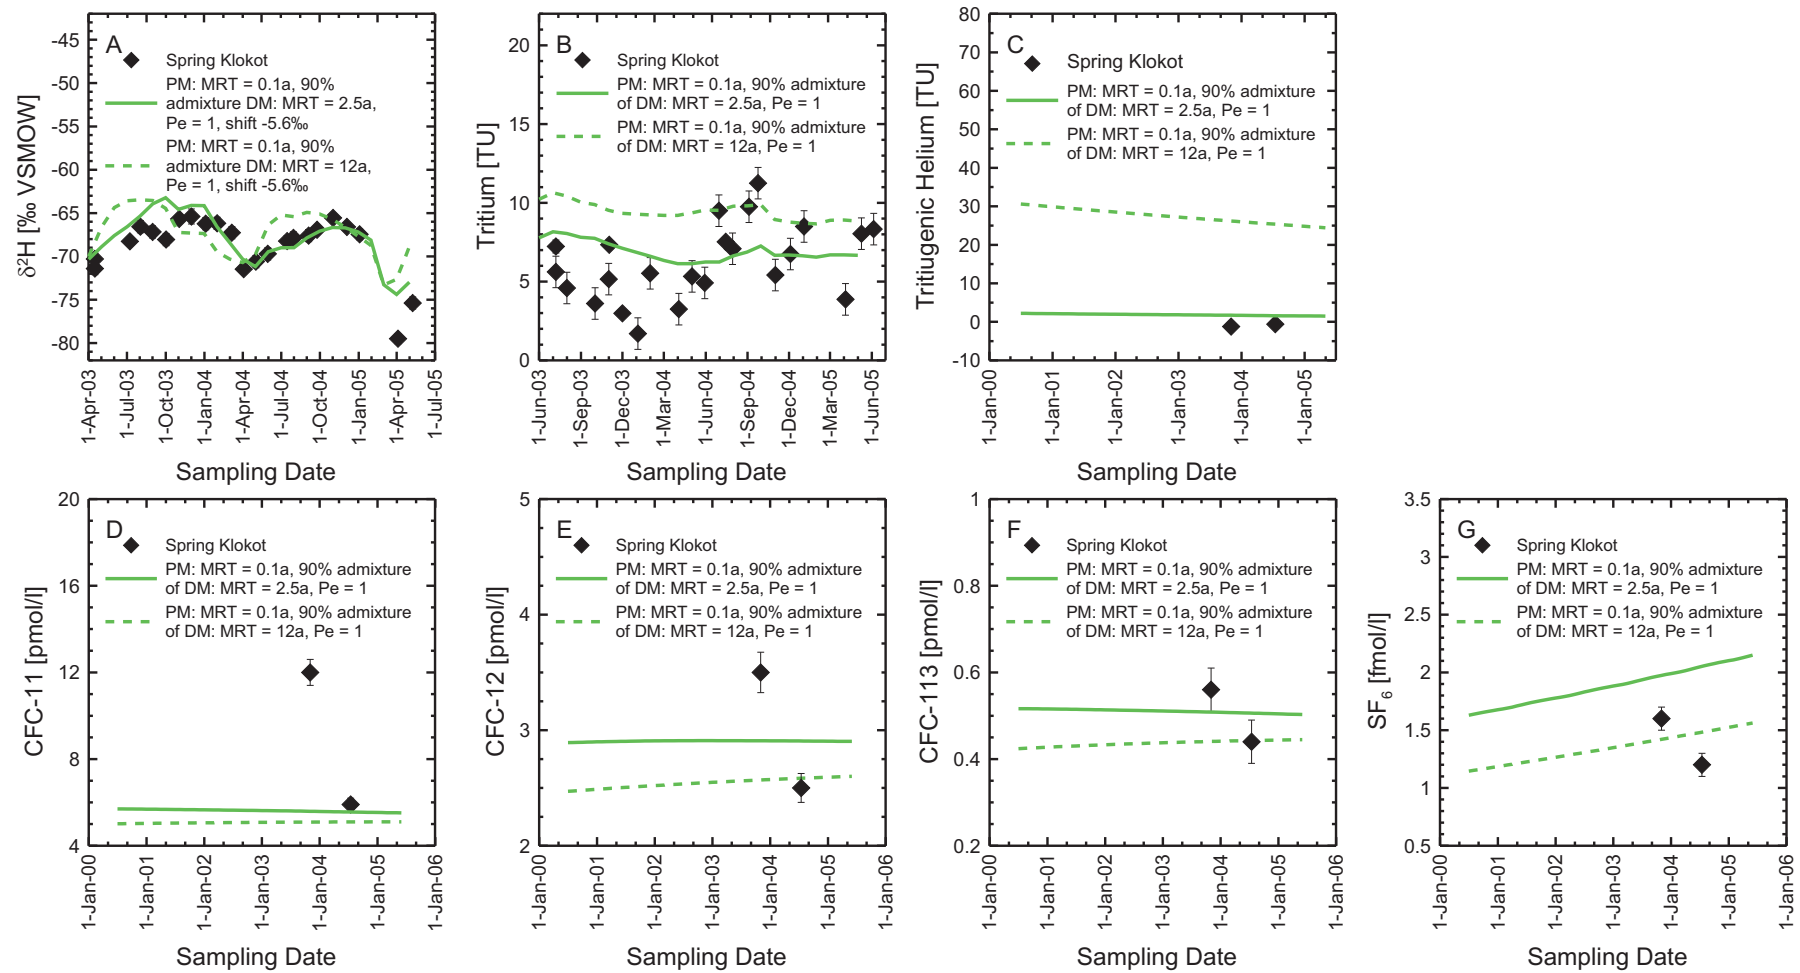 A
Spring Klokot
PM: MRT = 0.1a, 90%
admixture DM: MRT = 2.5a,
Pe = 1, shift -5.6‰
PM: MRT = 0.1a, 90%
admixture DM: MRT = 12a,
Pe = 1, shift -5.6‰
δ²H [‰ VSMOW]
-45
-50
-55
-60
-65
-70
-75
-80
1-Apr-03
1-Jul-03
1-Oct-03
1-Jan-04
1-Apr-04
1-Jul-04
1-Oct-04
1-Jan-05
1-Apr-05
1-Jul-05
Sampling Date
B
Spring Klokot
PM: MRT = 0.1a, 90% admixture
of DM: MRT = 2.5a, Pe = 1
PM: MRT = 0.1a, 90% admixture
of DM: MRT = 12a, Pe = 1
Tritium [TU]
20
15
10
5
0
1-Jun-03
1-Sep-03
1-Dec-03
1-Mar-04
1-Jun-04
1-Sep-04
1-Dec-04
1-Mar-05
1-Jun-05
Sampling Date
C
Spring Klokot
PM: MRT = 0.1a, 90% admixture
of DM: MRT = 2.5a, Pe = 1
PM: MRT = 0.1a, 90% admixture
of DM: MRT = 12a, Pe = 1
Tritiugenic Helium [TU]
80
70
60
50
40
30
20
10
0
-10
1-Jan-00
1-Jan-01
1-Jan-02
1-Jan-03
1-Jan-04
1-Jan-05
Sampling Date
D
Spring Klokot
PM: MRT = 0.1a, 90% admixture
of DM: MRT = 2.5a, Pe = 1
PM: MRT = 0.1a, 90% admixture
of DM: MRT = 12a, Pe = 1
CFC-11 [pmol/l]
20
16
12
8
4
1-Jan-00
1-Jan-01
1-Jan-02
1-Jan-03
1-Jan-04
1-Jan-05
1-Jan-06
Sampling Date
E
Spring Klokot
PM: MRT = 0.1a, 90% admixture
of DM: MRT = 2.5a, Pe = 1
PM: MRT = 0.1a, 90% admixture
of DM: MRT = 12a, Pe = 1
CFC-12 [pmol/l]
5
4
3
2
1-Jan-00
1-Jan-01
1-Jan-02
1-Jan-03
1-Jan-04
1-Jan-05
1-Jan-06
Sampling Date
F
Spring Klokot
PM: MRT = 0.1a, 90% admixture
of DM: MRT = 2.5a, Pe = 1
PM: MRT = 0.1a, 90% admixture
of DM: MRT = 12a, Pe = 1
CFC-113 [pmol/l]
1
0.8
0.6
0.4
0.2
1-Jan-00
1-Jan-01
1-Jan-02
1-Jan-03
1-Jan-04
1-Jan-05
1-Jan-06
Sampling Date
G
Spring Klokot
PM: MRT = 0.1a, 90% admixture
of DM: MRT = 2.5a, Pe = 1
PM: MRT = 0.1a, 90% admixture
of DM: MRT = 12a, Pe = 1
SF₆ [fmol/l]
3.5
3
2.5
2
1.5
1
0.5
1-Jan-00
1-Jan-01
1-Jan-02
1-Jan-03
1-Jan-04
1-Jan-05
1-Jan-06
Sampling Date